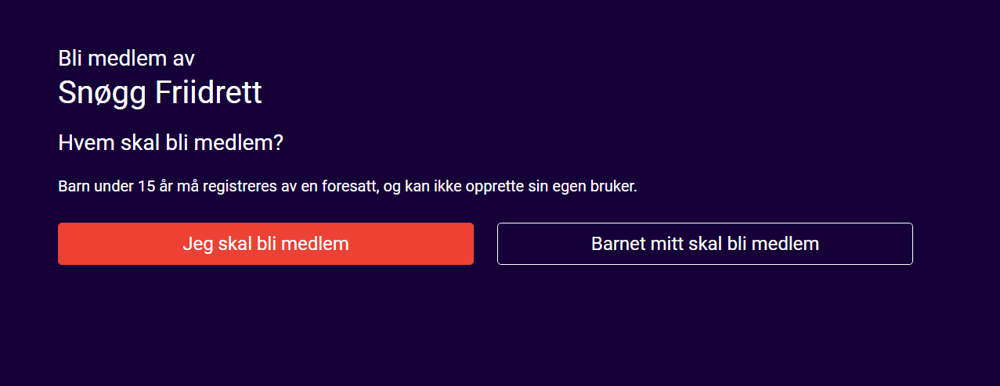 Bli medlem av
Snøgg Friidrett
Hvem skal bli medlem?
Barn under 15 år må registreres av en foresatt, og kan ikke opprette sin egen bruker.
Jeg skal bli medlem
Barnet mitt skal bli medlem